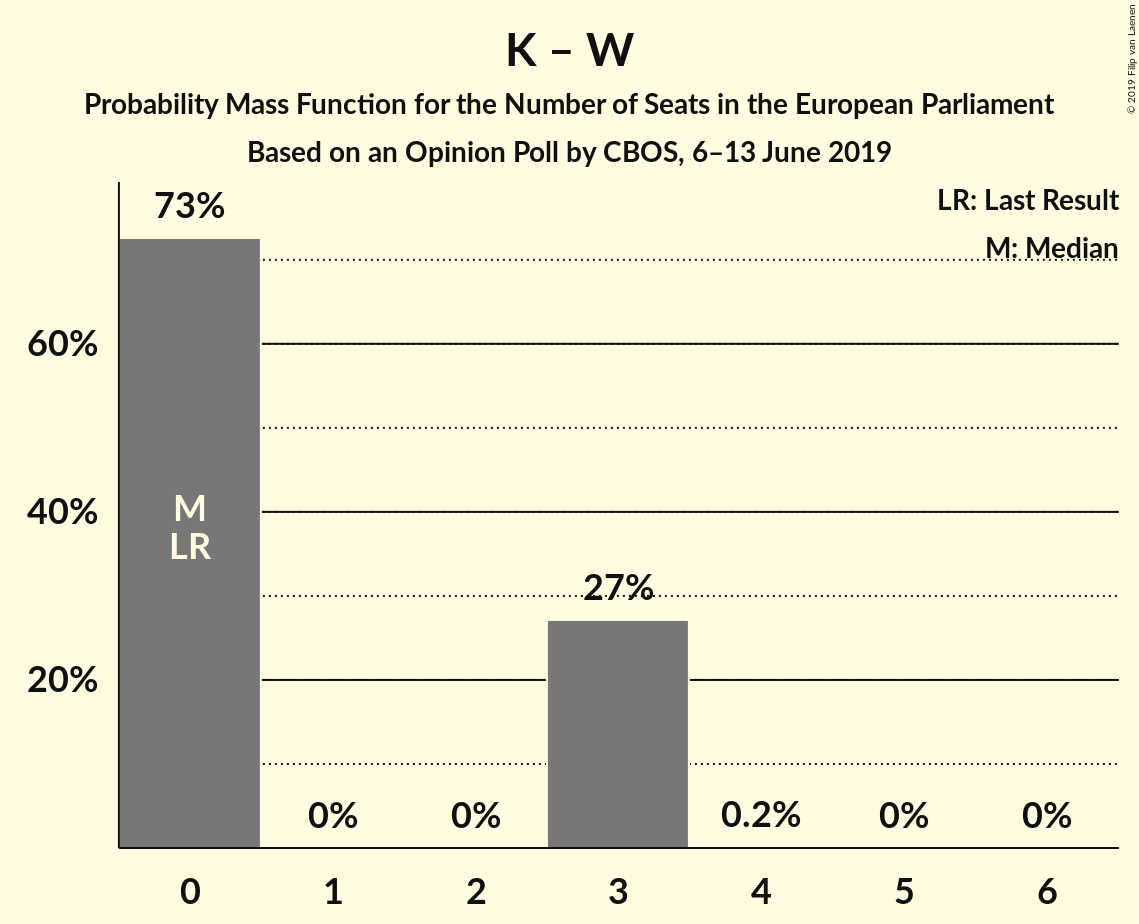 K – W
Probability Mass Function for the Number of Seats in the European Parliament
Based on an Opinion Poll by CBOS, 6–13 June 2019
© 2019 Filip van Laenen
LR: Last Result
M: Median
73%
60%
40%
20%
M
LR
0%
0%
27%
0.2%
0%
0%
0
1
2
3
4
5
6